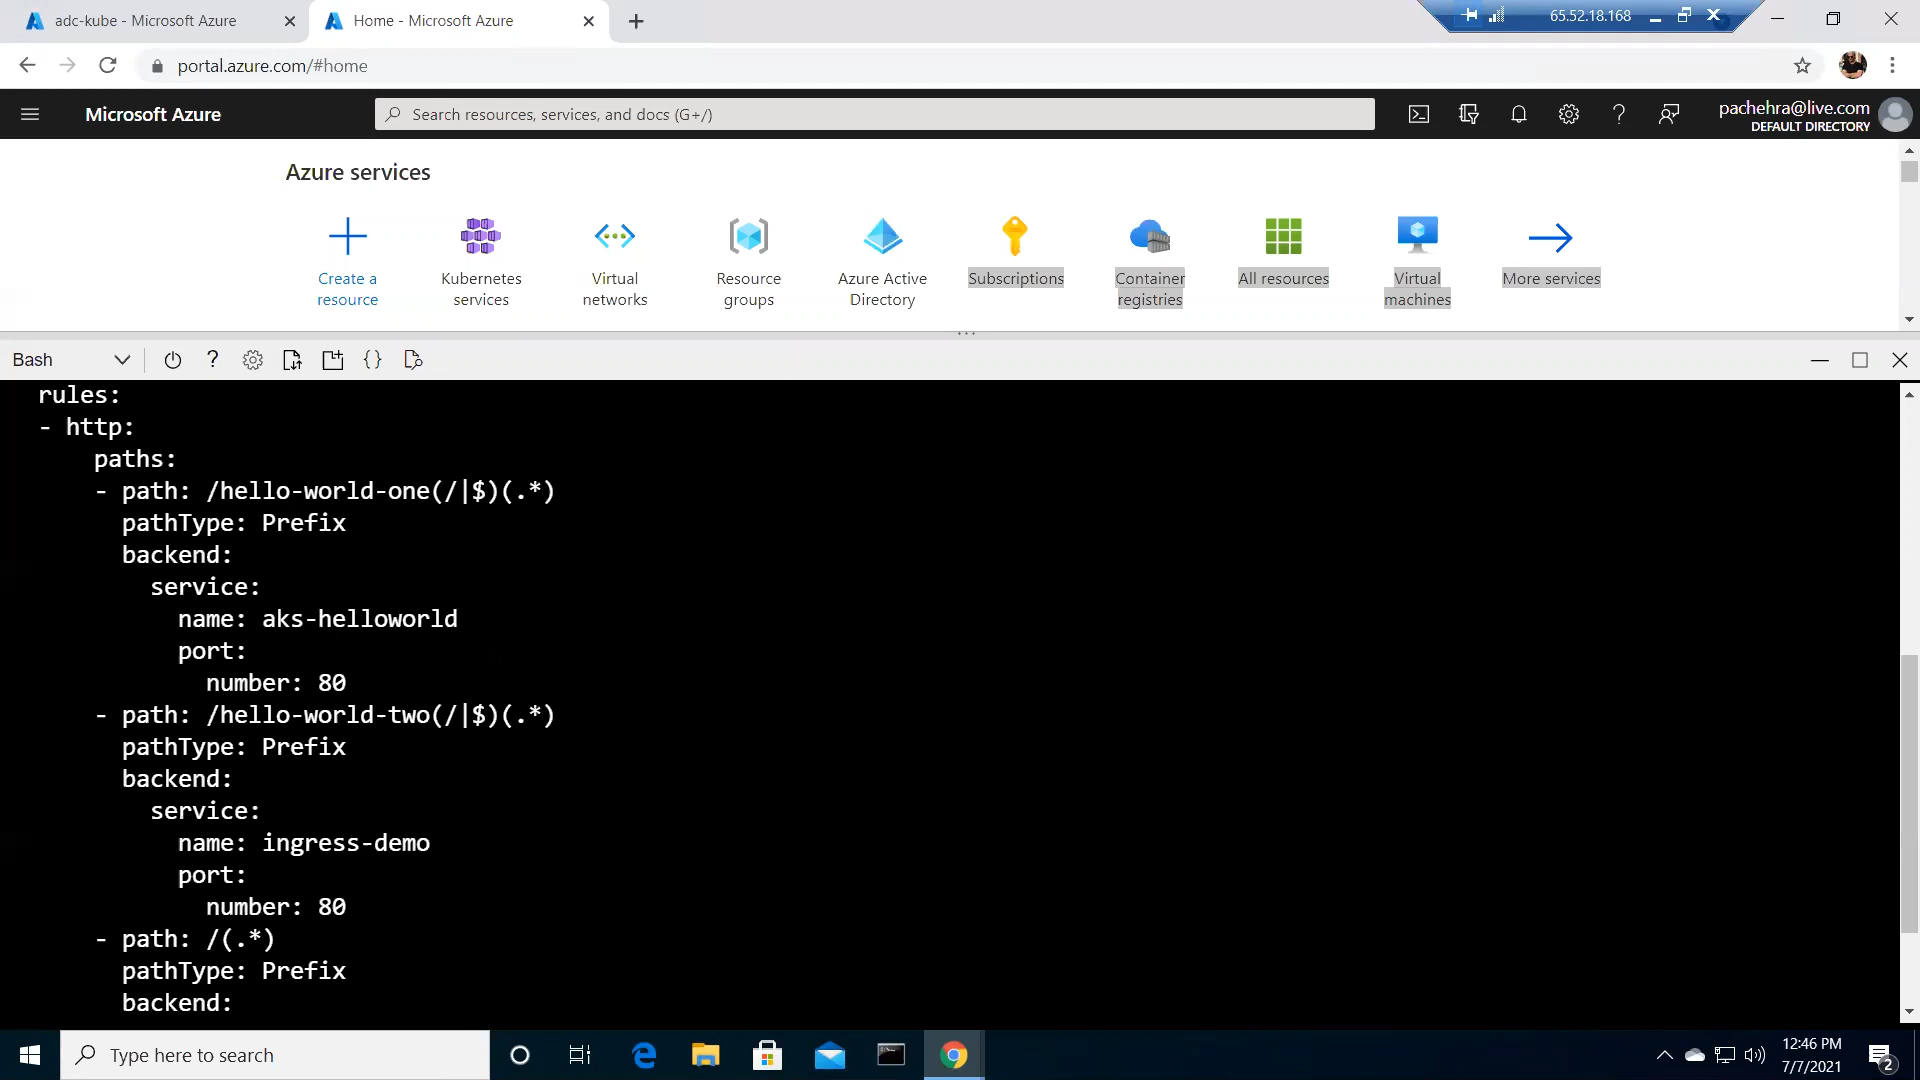 adc-kube - Microsoft Azure
Home - Microsoft Azure
65.52.18.168
portal.azure.com/#home
Microsoft Azure
Search resources, services, and docs (G+/)
pachehra@live.com
DEFAULT DIRECTORY
Azure services
Create a
resource
Kubernetes
services
Virtual
networks
Resource
groups
Azure Active
Directory
Subscriptions
Container
registries
All resources
Virtual
machines
More services
Bash
rules:
- http:
paths:
- path: /hello-world-one(/|$)(.*)
pathType: Prefix
backend:
service:
name: aks-helloworld
port:
number: 80
- path: /hello-world-two(/|$)(.*)
pathType: Prefix
backend:
service:
name: ingress-demo
port:
number: 80
- path: /(.*)
pathType: Prefix
backend:
Type here to search
12:46 PM
7/7/2021
2